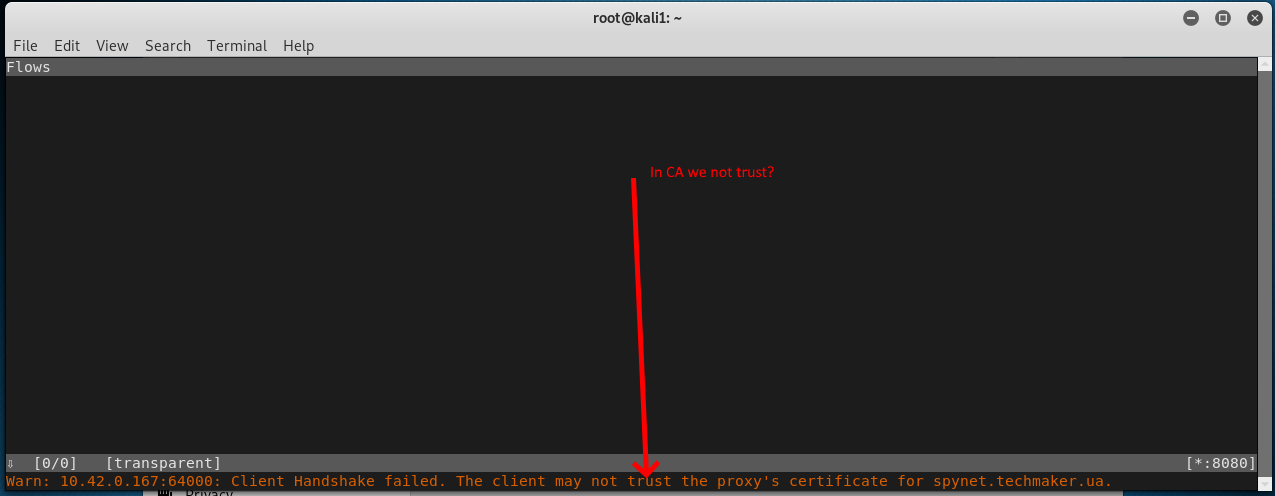 root@kali1: ~
File Edit View Search Terminal Help
Flows
In CA we not trust?
⇩ [0/0] [transparent] [*:8080]
Warn: 10.42.0.167:64000: Client Handshake failed. The client may not trust the proxy's certificate for spynet.techmaker.ua.
Privacy